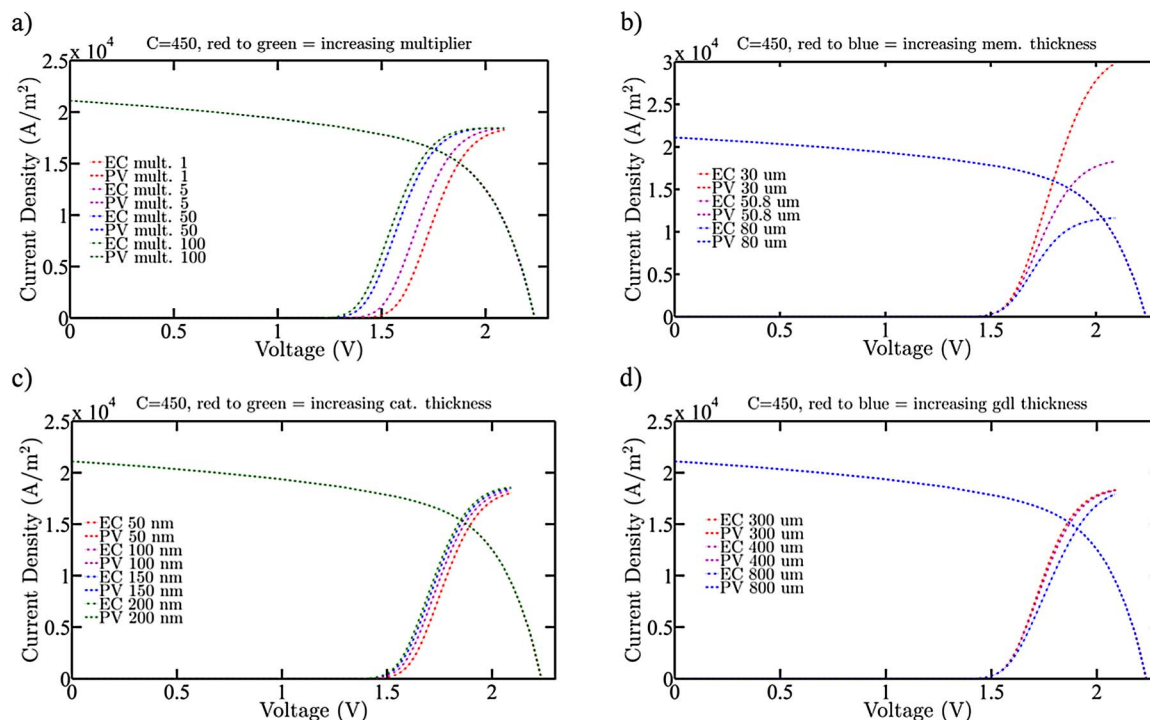 a)
C=450, red to green = increasing multiplier
x 10⁴
2.5
2
1.5
1
0.5
0
Current Density (A/m²)
EC mult. 1
PV mult. 1
EC mult. 5
PV mult. 5
EC mult. 50
PV mult. 50
EC mult. 100
PV mult. 100
0 0.5 1 1.5 2
Voltage (V)
b)
C=450, red to blue = increasing mem. thickness
x 10⁴
3
2.5
2
1.5
1
0.5
0
Current Density (A/m²)
EC 30 um
PV 30 um
EC 50.8 um
PV 50.8 um
EC 80 um
PV 80 um
0 0.5 1 1.5 2
Voltage (V)
c)
C=450, red to green = increasing cat. thickness
x 10⁴
2.5
2
1.5
1
0.5
0
Current Density (A/m²)
EC 50 nm
PV 50 nm
EC 100 nm
PV 100 nm
EC 150 nm
PV 150 nm
EC 200 nm
PV 200 nm
0 0.5 1 1.5 2
Voltage (V)
d)
C=450, red to blue = increasing gdl thickness
x 10⁴
2.5
2
1.5
1
0.5
0
Current Density (A/m²)
EC 300 um
PV 300 um
EC 400 um
PV 400 um
EC 800 um
PV 800 um
0 0.5 1 1.5 2
Voltage (V)